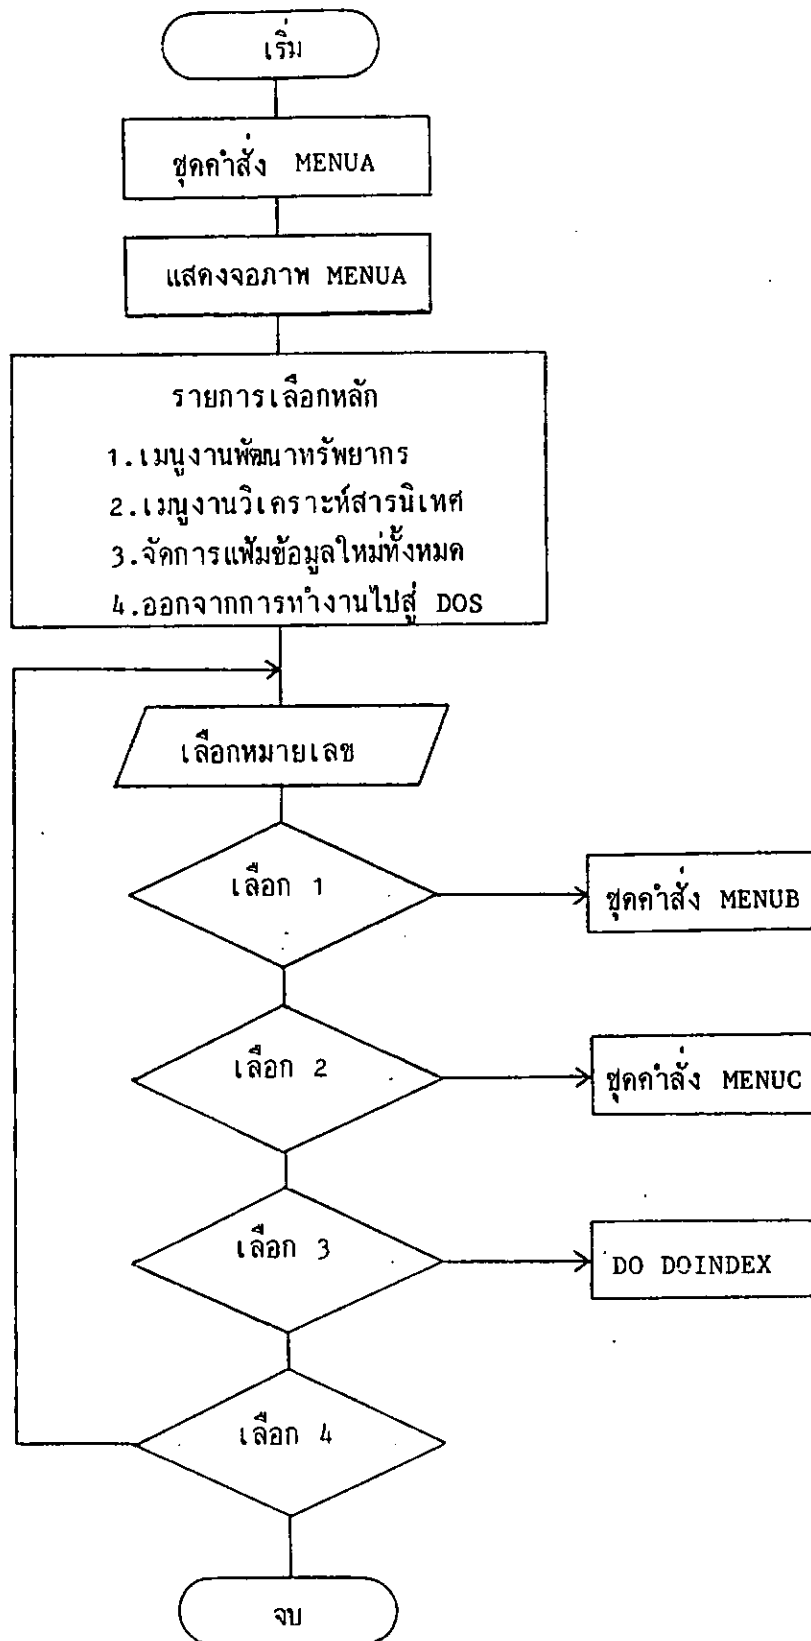 เริ่ม
ชุดคำสั่ง MENUA
แสดงจอภาพ MENUA
รายการเลือกหลัก
1.เมนูงานพัฒนาทรัพยากร
2.เมนูงานวิเคราะห์สารนิเทศ
3.จัดการแฟ้มข้อมูลใหม่ทั้งหมด
4.ออกจากการทำงานไปสู่ DOS
เลือกหมายเลข
เลือก 1
ชุดคำสั่ง MENUB
เลือก 2
ชุดคำสั่ง MENUC
เลือก 3
DO DOINDEX
เลือก 4
จบ